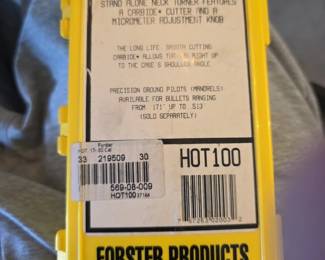 STAND ALONE NECK TURNER FEATURES
A CARBIDE* CUTTER AND A
MICROMETER ADJUSTMENT KNOB
THE LONG LIFE, SMOOTH CUTTING
CARBIDE* ALLOWS RIGHT UP
TO THE CASE'S SHOULDER ANGLE
PRECISION GROUND PILOTS (MANDRELS)
AVAILABLE FOR BULLETS RANGING
FROM .171" UP TO .513"
(SOLD SEPARATELY)
Forster
33 219509 30
569-08-009
HOT100
HOT100
FORSTER PRODUCTS